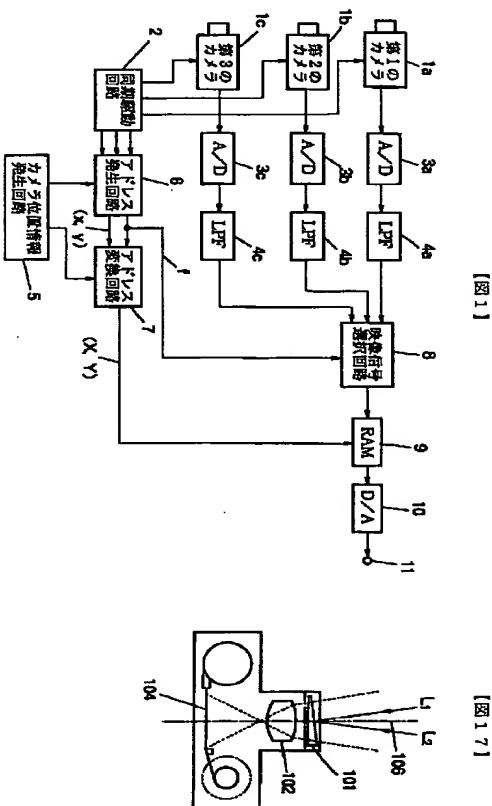 【図1】
1a
第1の
カメラ
3a
A/D
4a
LPF
1b
第2の
カメラ
3b
A/D
4b
LPF
1c
第3の
カメラ
3c
A/D
4c
LPF
8
映像信号
選択回路
9
RAM
10
D/A
11
2
同期駆動
回路
6
アドレス
発生回路
(x, y)
7
アドレス
変換回路
(X, Y)
カメラ位置情報
発生回路
5
【図17】
L1
L2
106
101
102
104